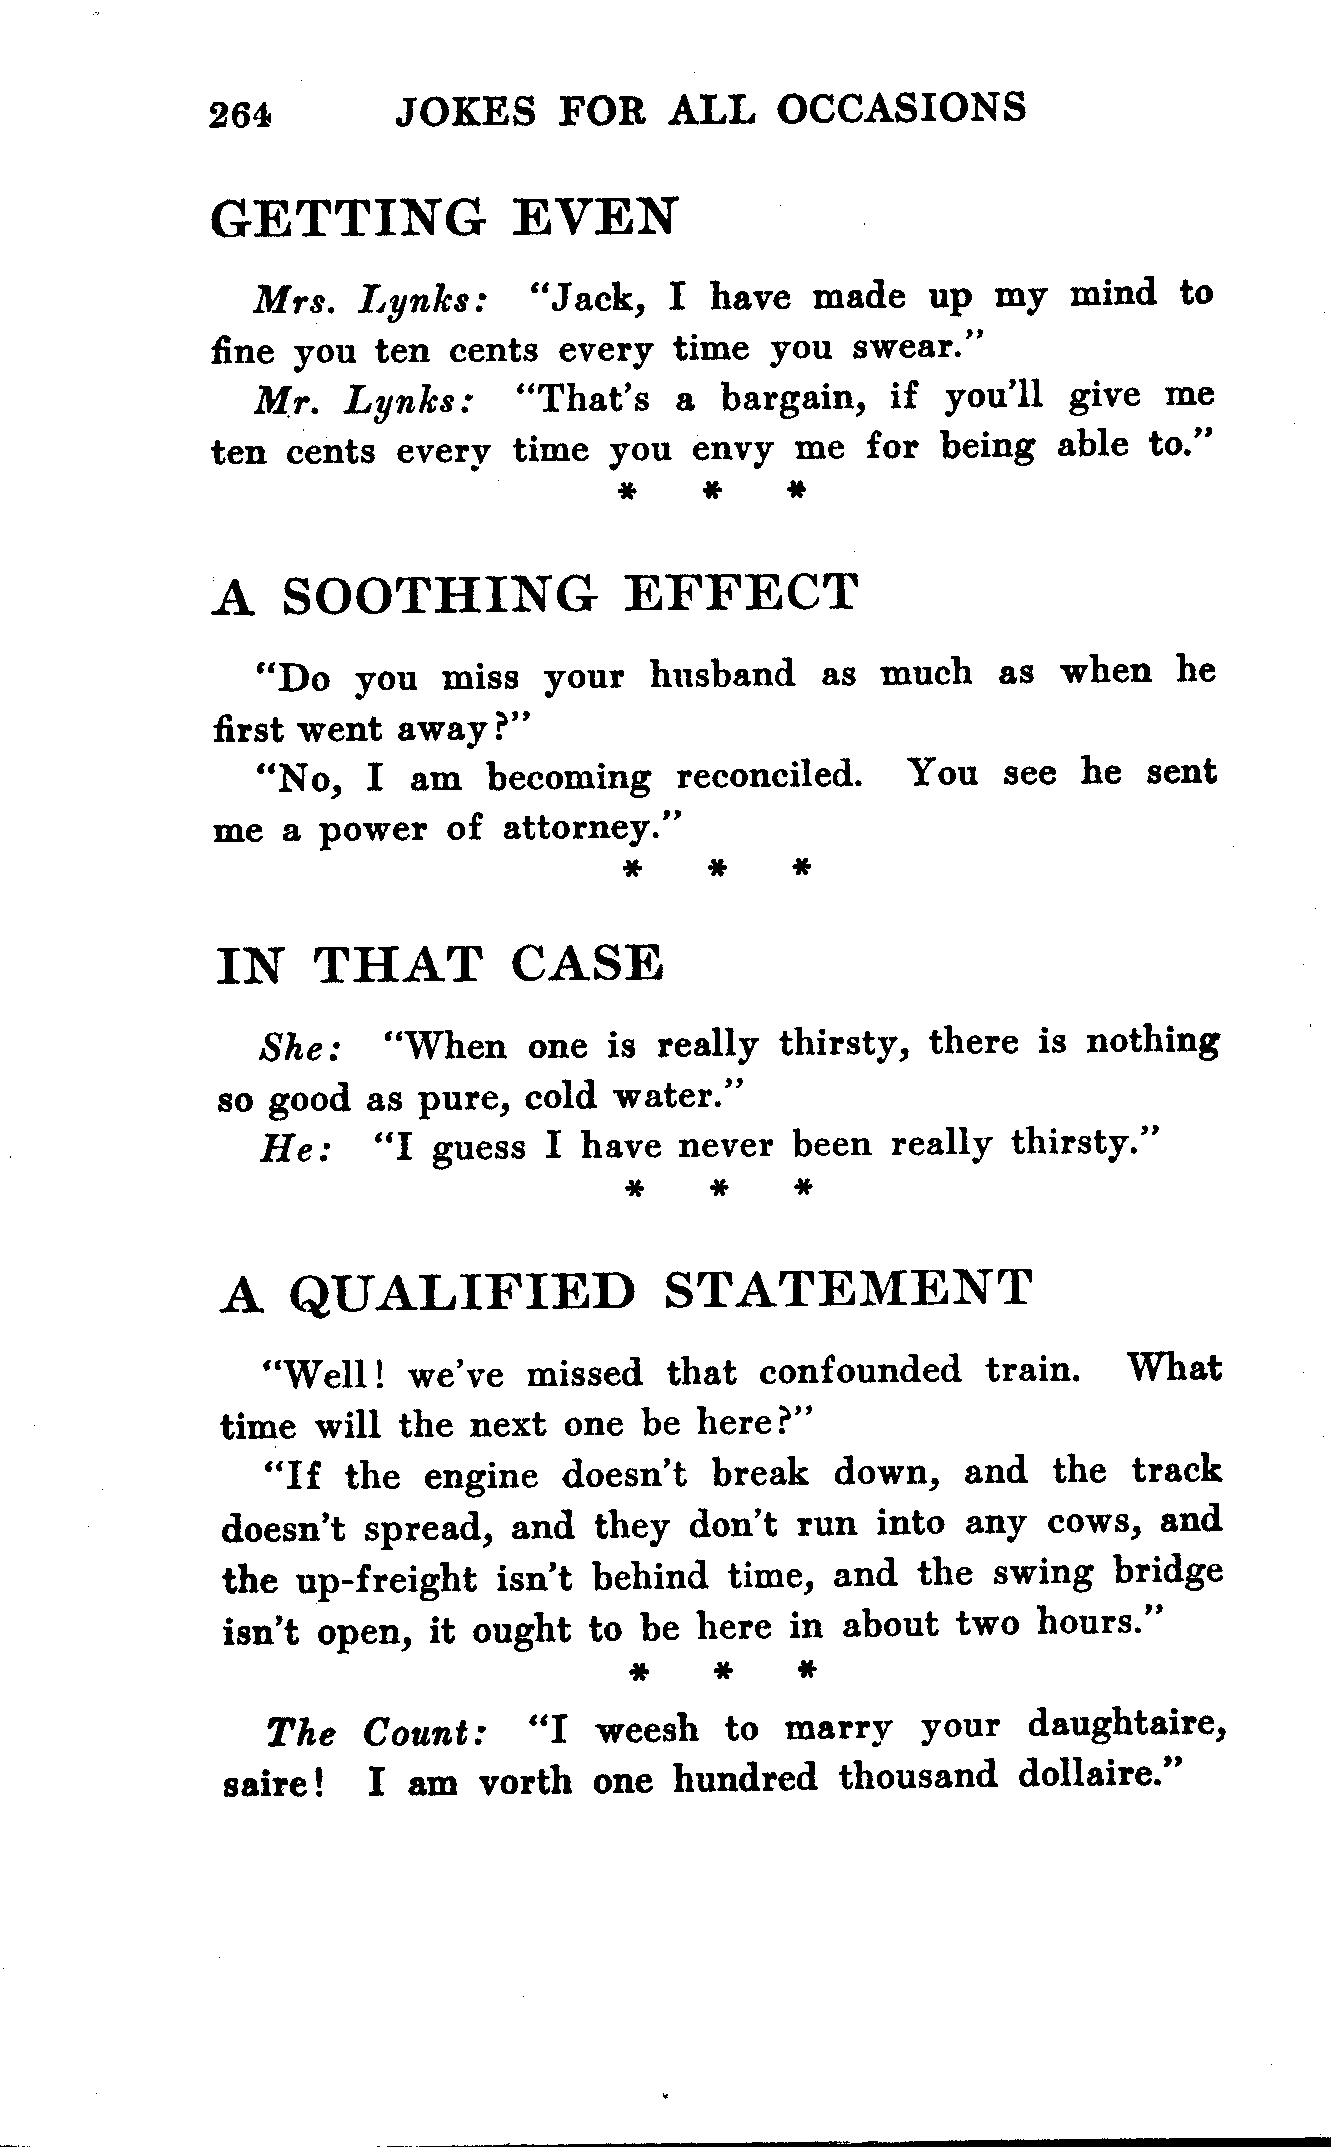 264 JOKES FOR ALL OCCASIONS
GETTING EVEN
Mrs. Lynks: "Jack, I have made up my mind to
fine you ten cents every time you swear."
Mr. Lynks: "That's a bargain, if you'll give me
ten cents every time you envy me for being able to."
* * *
A SOOTHING EFFECT
"Do you miss your husband as much as when he
first went away?"
"No, I am becoming reconciled. You see he sent
me a power of attorney."
* * *
IN THAT CASE
She: "When one is really thirsty, there is nothing
so good as pure, cold water."
He: "I guess I have never been really thirsty."
* * *
A QUALIFIED STATEMENT
"Well! we've missed that confounded train. What
time will the next one be here?"
"If the engine doesn't break down, and the track
doesn't spread, and they don't run into any cows, and
the up-freight isn't behind time, and the swing bridge
isn't open, it ought to be here in about two hours."
* * *
The Count: "I weesh to marry your daughtaire,
saire! I am vorth one hundred thousand dollaire."